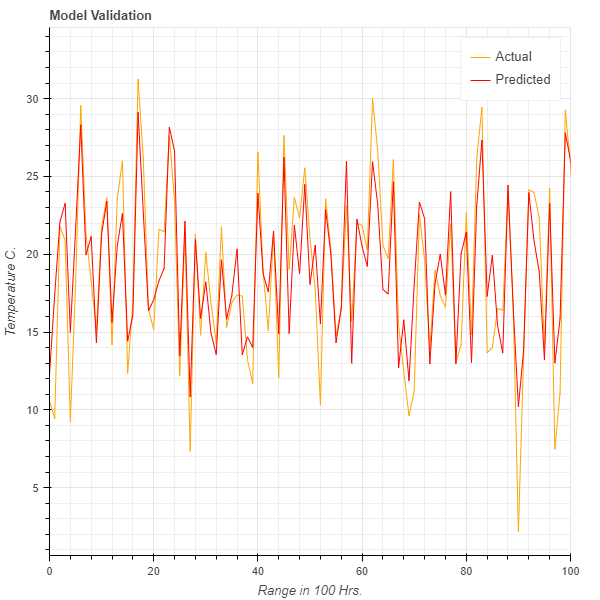 Model Validation
Actual
Predicted
30
25
20
15
10
5
Temperature C.
0 20 40 60 80 100
Range in 100 Hrs.